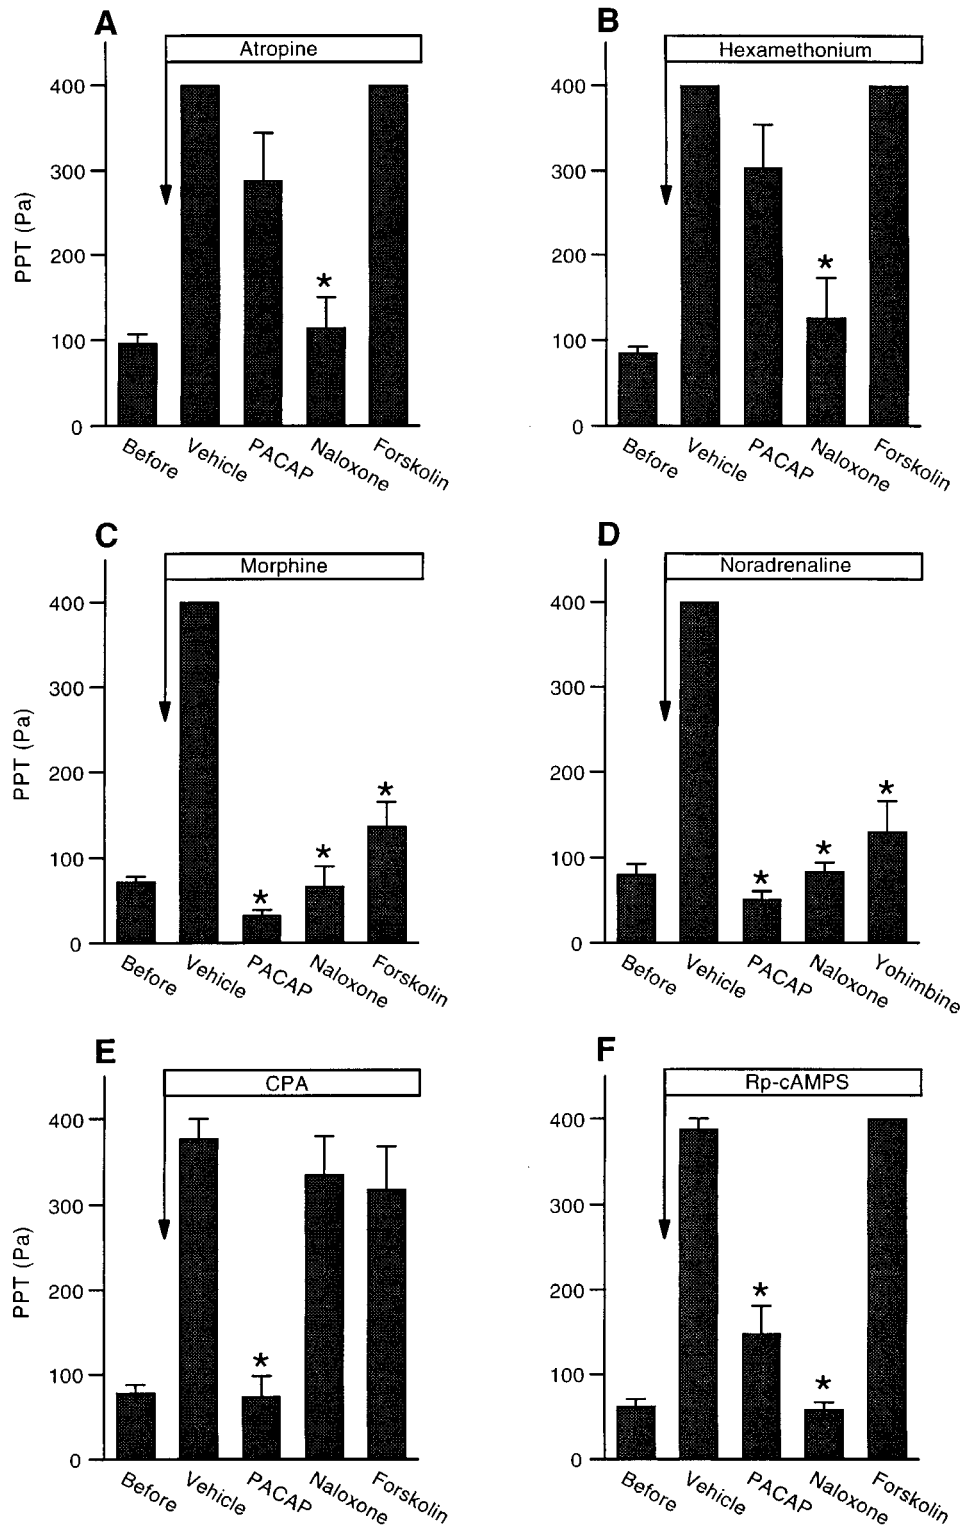 A
Atropine
PPT (Pa)
400
300
200
100
0
*
Before Vehicle PACAP Naloxone Forskolin
B
Hexamethonium
400
300
200
100
0
*
Before Vehicle PACAP Naloxone Forskolin
C
Morphine
PPT (Pa)
400
300
200
100
0
* * *
Before Vehicle PACAP Naloxone Forskolin
D
Noradrenaline
400
300
200
100
0
* * *
Before Vehicle PACAP Naloxone Yohimbine
E
CPA
PPT (Pa)
400
300
200
100
0
*
Before Vehicle PACAP Naloxone Forskolin
F
Rp-cAMPS
400
300
200
100
0
* *
Before Vehicle PACAP Naloxone Forskolin